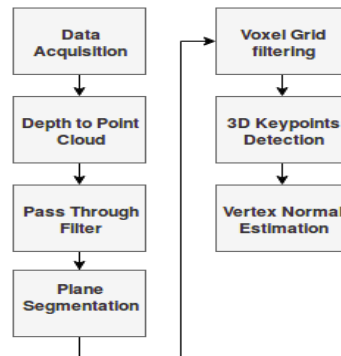 Data
Acquisition
Depth to Point
Cloud
Pass Through
Filter
Plane
Segmentation
Voxel Grid
filtering
3D Keypoints
Detection
Vertex Normal
Estimation